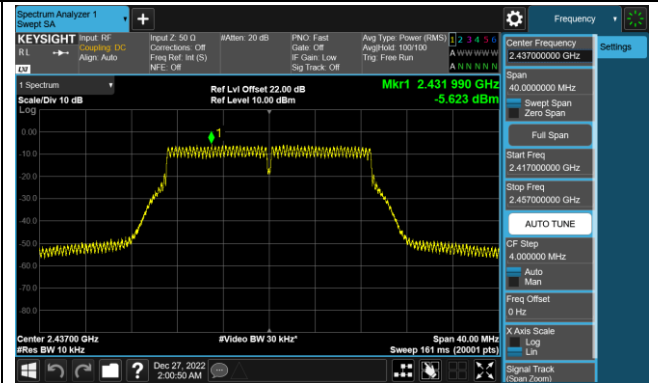 Spectrum Analyzer 1
Swept SA
Frequency
KEYSIGHT
RL
LXI
Input: RF
Coupling: DC
Align: Auto
Input Z: 50 Ω
Corrections: Off
Freq Ref: Int (S)
NFE: Off
#Atten: 20 dB
PNO: Fast
Gate: Off
IF Gain: Low
Sig Track: Off
Avg Type: Power (RMS)
Avg|Hold: 100/100
Trig: Free Run
1 2 3 4 5 6
A W W W W W
A N N N N N
1 Spectrum
Scale/Div 10 dB
Ref Lvl Offset 22.00 dB
Ref Level 10.00 dBm
Mkr1 2.431 990 GHz
-5.623 dBm
Log
0.00
1
-10.0
-20.0
-30.0
-40.0
-50.0
-60.0
-70.0
-80.0
Center 2.43700 GHz
#Res BW 10 kHz
#Video BW 30 kHz*
Span 40.00 MHz
Sweep 161 ms (20001 pts)
Center Frequency
2.437000000 GHz
Settings
Span
40.0000000 MHz
Swept Span
Zero Span
Full Span
Start Freq
2.417000000 GHz
Stop Freq
2.457000000 GHz
AUTO TUNE
CF Step
4.000000 MHz
Auto
Man
Freq Offset
0 Hz
X Axis Scale
Log
Lin
Signal Track
(Span Zoom)
?
Dec 27, 2022
2:00:50 AM